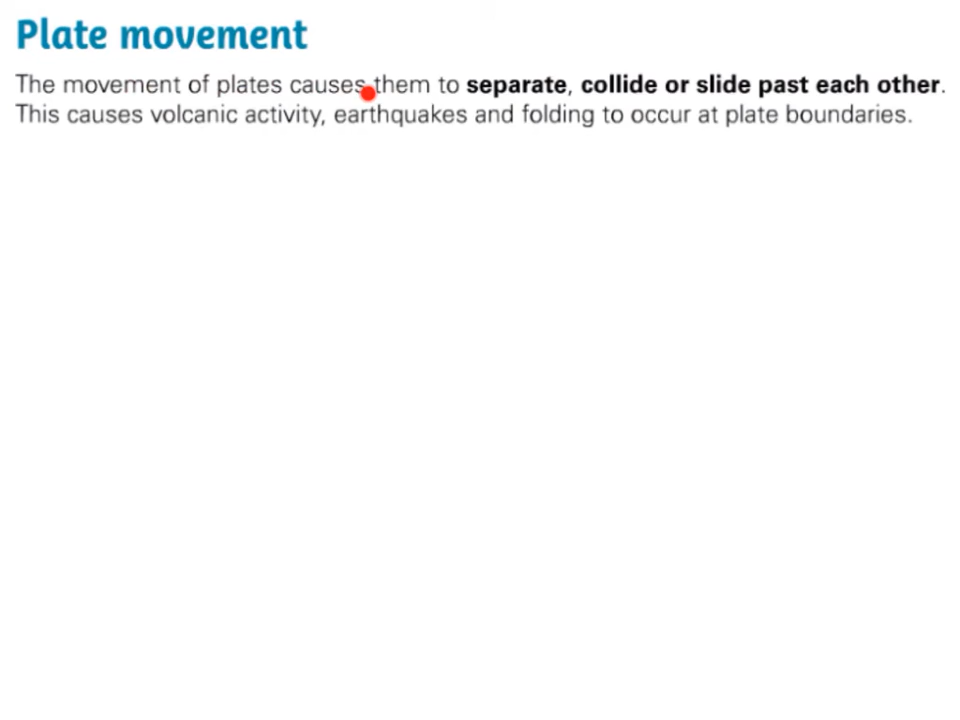 Plate movement
The movement of plates causes them to separate, collide or slide past each other.
This causes volcanic activity, earthquakes and folding to occur at plate boundaries.